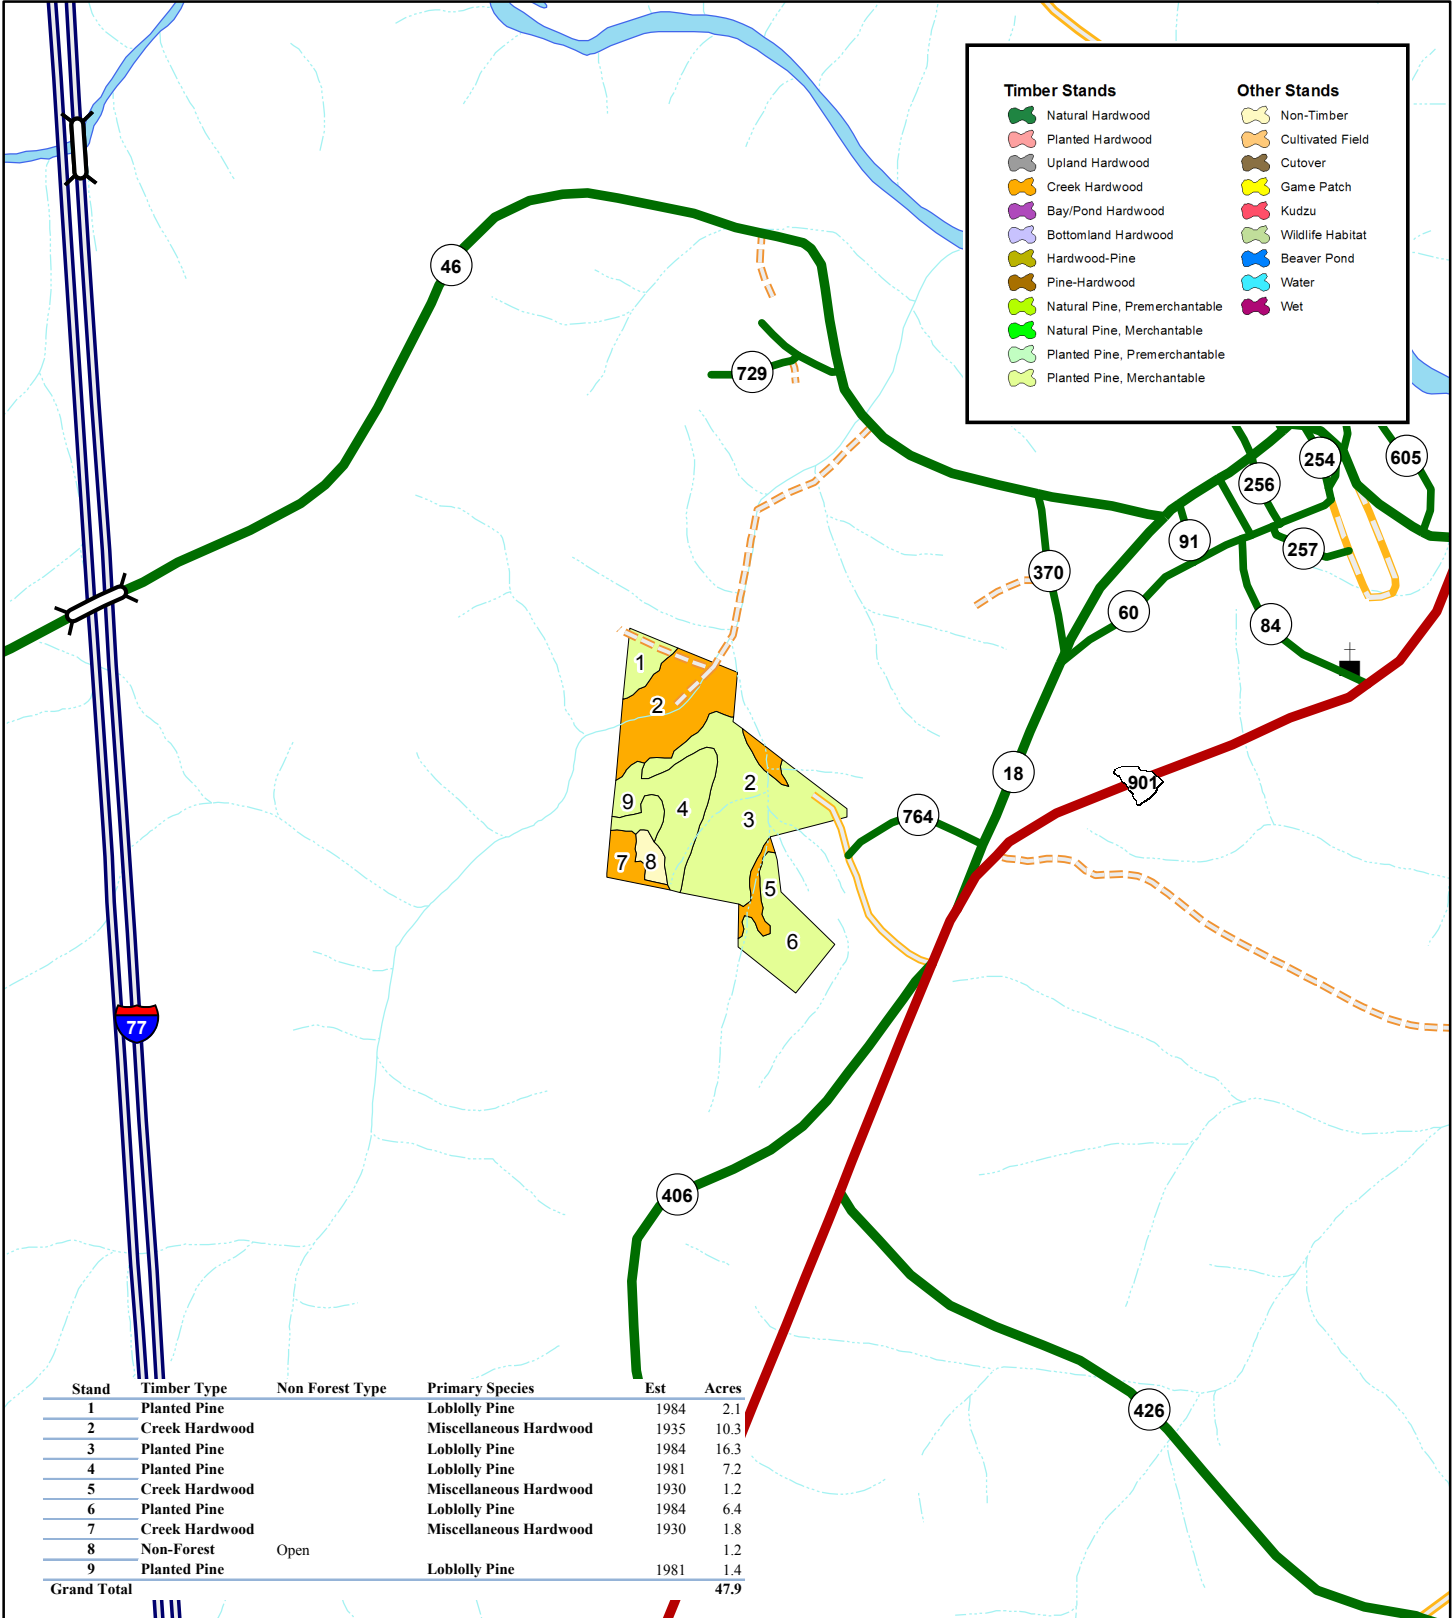 Timber Stands
Natural Hardwood
Planted Hardwood
Upland Hardwood
Creek Hardwood
Bay/Pond Hardwood
Bottomland Hardwood
Hardwood-Pine
Pine-Hardwood
Natural Pine, Premerchantable
Natural Pine, Merchantable
Planted Pine, Premerchantable
Planted Pine, Merchantable
Other Stands
Non-Timber
Cultivated Field
Cutover
Game Patch
Kudzu
Wildlife Habitat
Beaver Pond
Water
Wet
46
729
254
605
256
91
257
370
60
84
18
901
764
77
406
426
1
2
2
9
4
3
7
8
5
6
Stand Timber Type Non Forest Type Primary Species Est Acres
1 Planted Pine Loblolly Pine 1984 2.1
2 Creek Hardwood Miscellaneous Hardwood 1935 10.3
3 Planted Pine Loblolly Pine 1984 16.3
4 Planted Pine Loblolly Pine 1981 7.2
5 Creek Hardwood Miscellaneous Hardwood 1930 1.2
6 Planted Pine Loblolly Pine 1984 6.4
7 Creek Hardwood Miscellaneous Hardwood 1930 1.8
8 Non-Forest Open 1.2
9 Planted Pine Loblolly Pine 1981 1.4
Grand Total 47.9